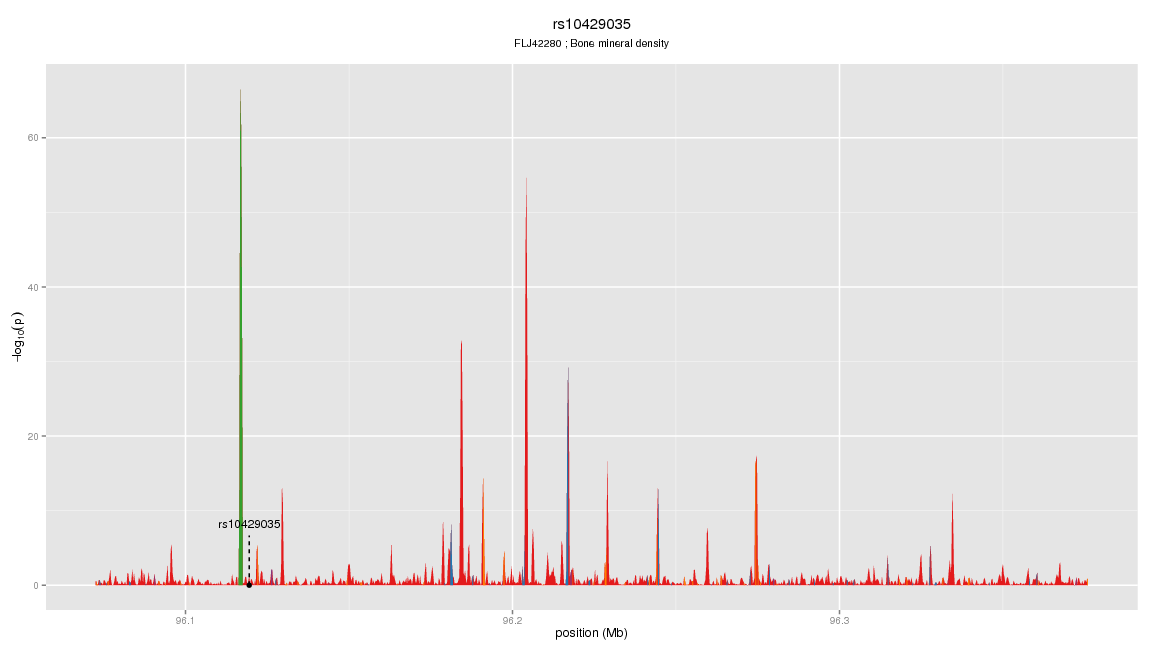 rs10429035
FLJ42280 ; Bone mineral density
60
40
20
0
−log10(p)
rs10429035
96.1
96.2
96.3
position (Mb)